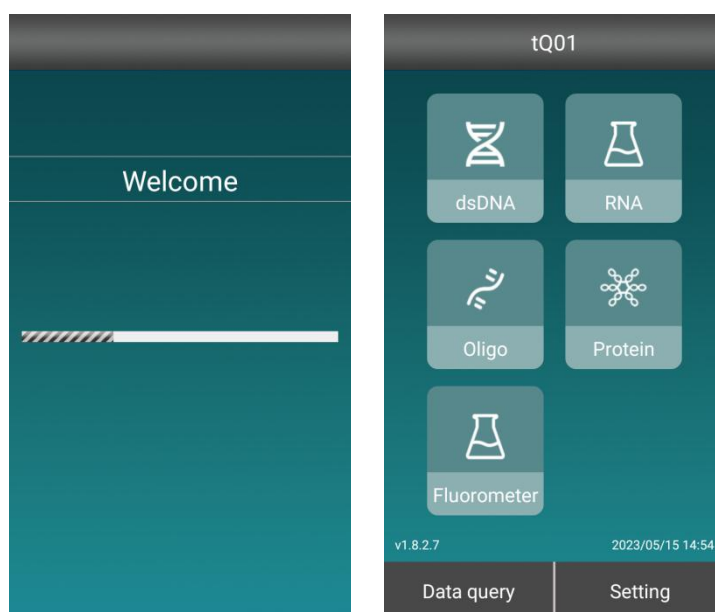 Welcome
tQ01
dsDNA
RNA
Oligo
Protein
Fluorometer
v1.8.2.7
2023/05/15 14:54
Data query
Setting